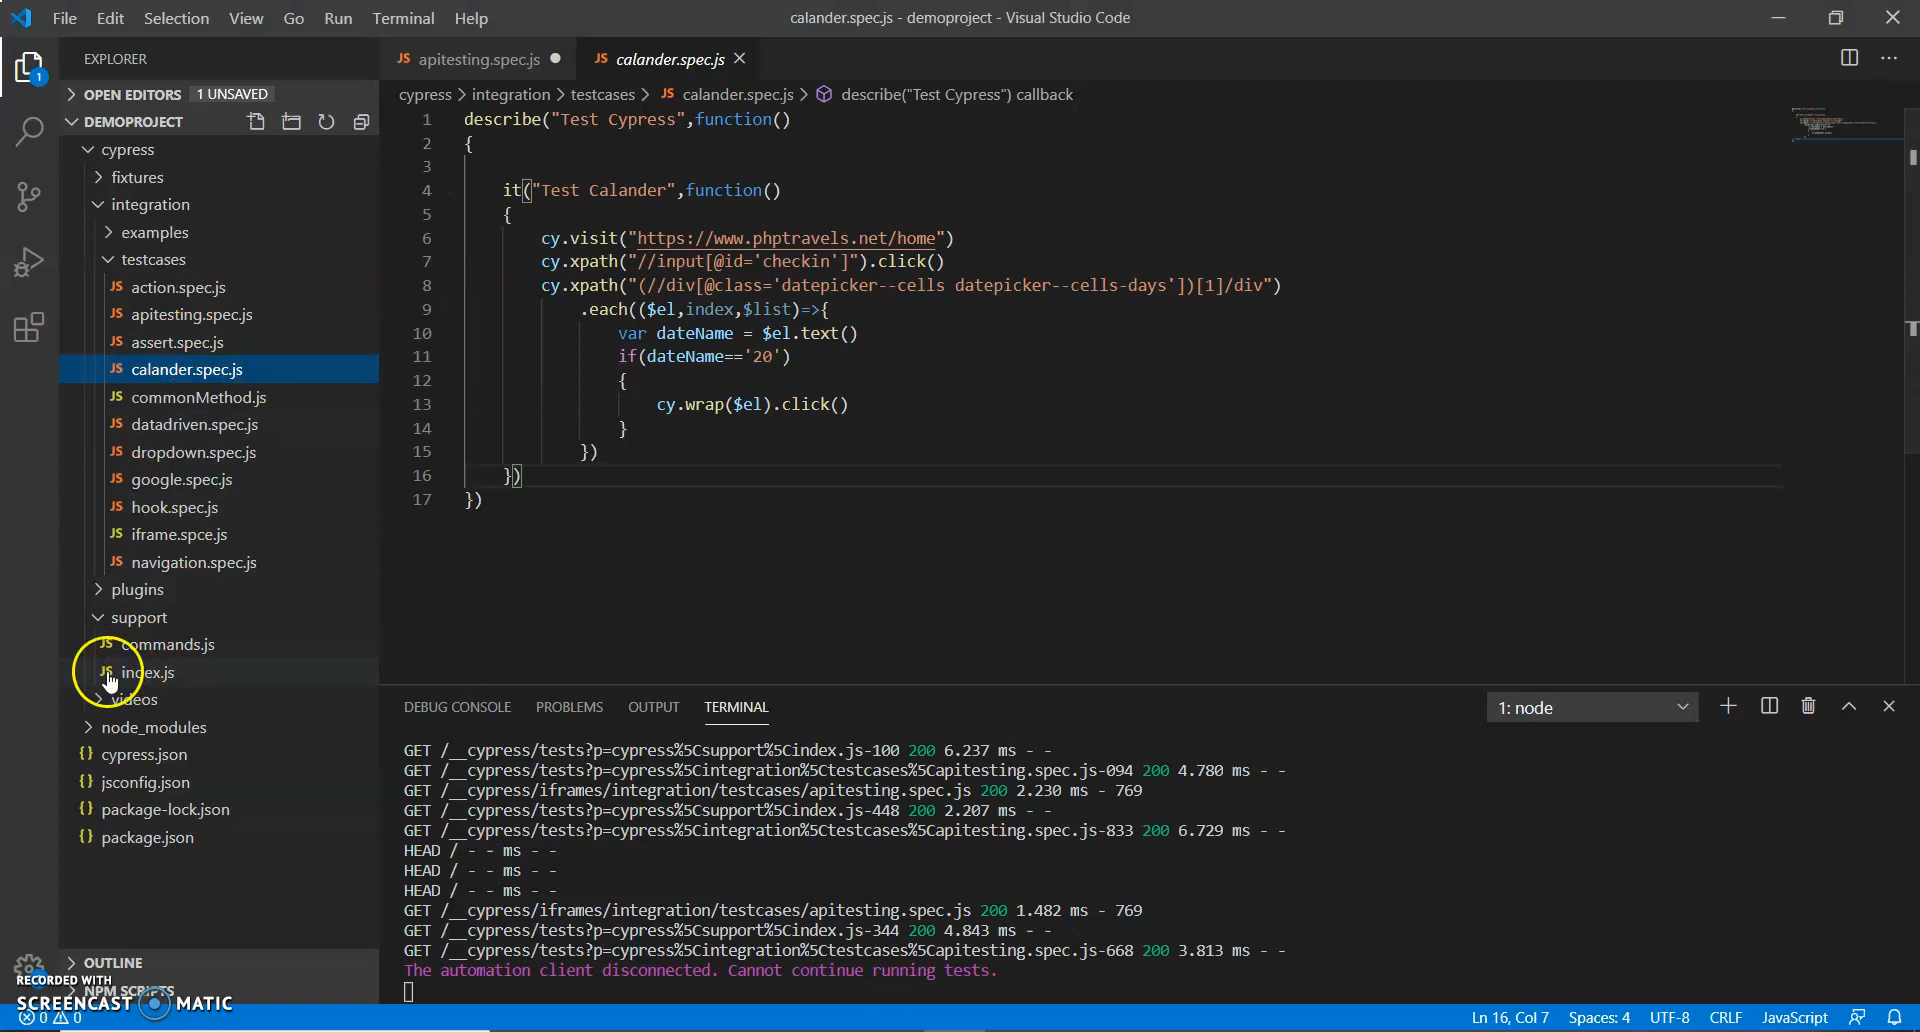 File Edit Selection View Go Run Terminal Help calander.spec.js - demoproject - Visual Studio Code
EXPLORER
1
OPEN EDITORS 1 UNSAVED
DEMOPROJECT
cypress
fixtures
integration
examples
testcases
JS action.spec.js
JS apitesting.spec.js
JS assert.spec.js
JS calander.spec.js
JS commonMethod.js
JS datadriven.spec.js
JS dropdown.spec.js
JS google.spec.js
JS hook.spec.js
JS iframe.spce.js
JS navigation.spec.js
plugins
support
JS commands.js
JS index.js
videos
node_modules
{} cypress.json
{} jsconfig.json
{} package-lock.json
{} package.json
OUTLINE
NPM SCRIPTS
RECORDED WITH
SCREENCAST MATIC
JS apitesting.spec.js JS calander.spec.js
cypress > integration > testcases > JS calander.spec.js > describe("Test Cypress") callback
1 describe("Test Cypress",function()
2 {
3
4 it("Test Calander",function()
5 {
6 cy.visit("https://www.phptravels.net/home")
7 cy.xpath("//input[@id='checkin']").click()
8 cy.xpath("(//div[@class='datepicker--cells datepicker--cells-days'])[1]/div")
9 .each(($el,index,$list)=>{
10 var dateName = $el.text()
11 if(dateName=='20')
12 {
13 cy.wrap($el).click()
14 }
15 })
16 })
17 })
DEBUG CONSOLE PROBLEMS OUTPUT TERMINAL 1: node
GET /__cypress/tests?p=cypress%5Csupport%5Cindex.js-100 200 6.237 ms - -
GET /__cypress/tests?p=cypress%5Cintegration%5Ctestcases%5Capitesting.spec.js-094 200 4.780 ms - -
GET /__cypress/iframes/integration/testcases/apitesting.spec.js 200 2.230 ms - 769
GET /__cypress/tests?p=cypress%5Csupport%5Cindex.js-448 200 2.207 ms - -
GET /__cypress/tests?p=cypress%5Cintegration%5Ctestcases%5Capitesting.spec.js-833 200 6.729 ms - -
HEAD / - - ms - -
HEAD / - - ms - -
HEAD / - - ms - -
GET /__cypress/iframes/integration/testcases/apitesting.spec.js 200 1.482 ms - 769
GET /__cypress/tests?p=cypress%5Csupport%5Cindex.js-344 200 4.843 ms - -
GET /__cypress/tests?p=cypress%5Cintegration%5Ctestcases%5Capitesting.spec.js-668 200 3.813 ms - -
The automation client disconnected. Cannot continue running tests.
0 0 Ln 16, Col 7 Spaces: 4 UTF-8 CRLF JavaScript